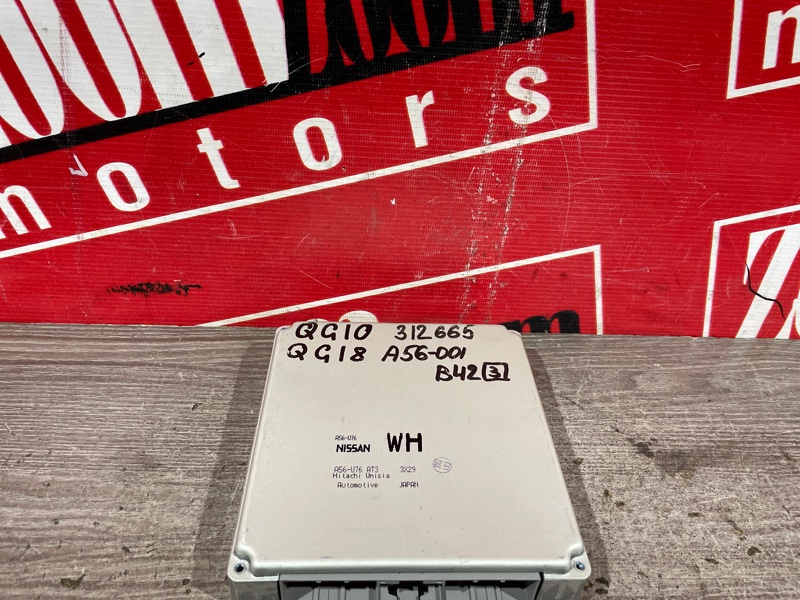 motors
n
QG10 312665
QG18 A56-001
B42 3
A56-U76
NISSAN WH
A56-U76 AT3 3X29
Hitachi Unisia
Automotive JAPAN